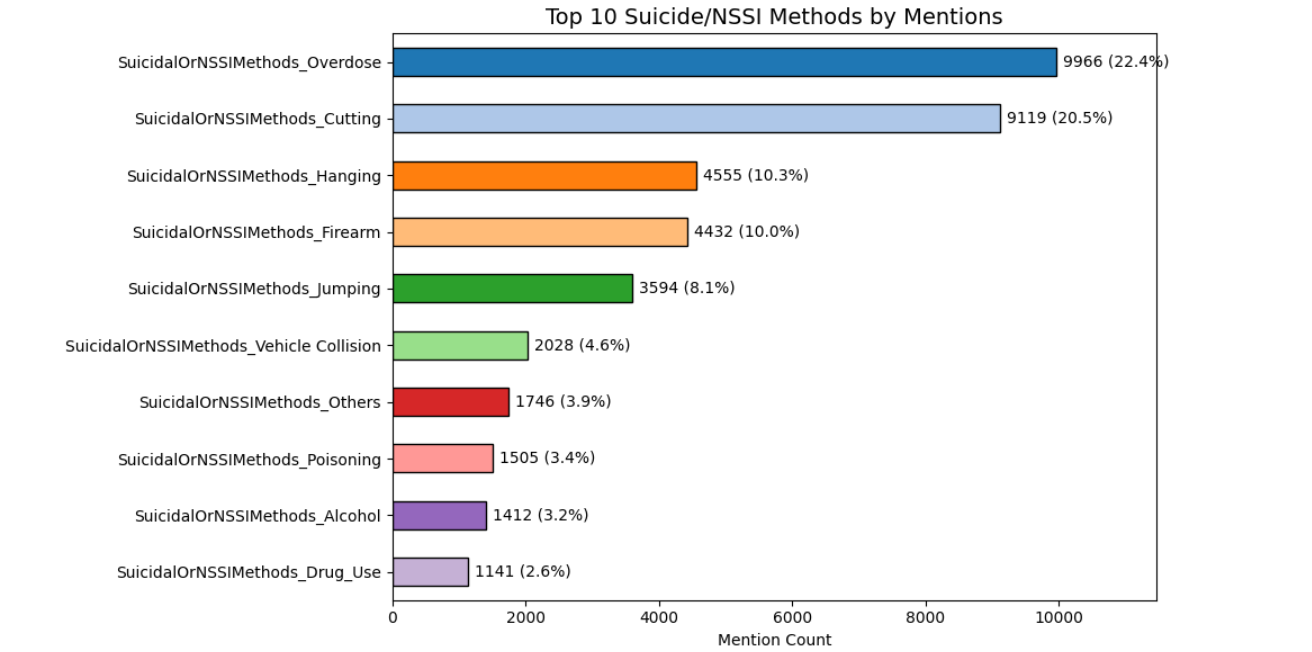 Top 10 Suicide/NSSI Methods by Mentions
SuicidalOrNSSIMethods_Overdose 9966 (22.4%)
SuicidalOrNSSIMethods_Cutting 9119 (20.5%)
SuicidalOrNSSIMethods_Hanging 4555 (10.3%)
SuicidalOrNSSIMethods_Firearm 4432 (10.0%)
SuicidalOrNSSIMethods_Jumping 3594 (8.1%)
SuicidalOrNSSIMethods_Vehicle Collision 2028 (4.6%)
SuicidalOrNSSIMethods_Others 1746 (3.9%)
SuicidalOrNSSIMethods_Poisoning 1505 (3.4%)
SuicidalOrNSSIMethods_Alcohol 1412 (3.2%)
SuicidalOrNSSIMethods_Drug_Use 1141 (2.6%)
0 2000 4000 6000 8000 10000
Mention Count